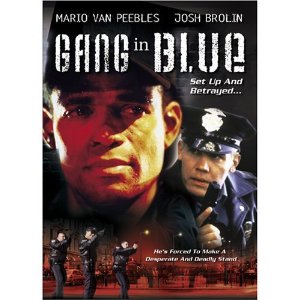 MARIO VAN PEEBLES JOSH BROLIN
GANG in BLUE
Set Up And
Betrayed...
He's Forced To Make A
Desperate And Deadly Stand